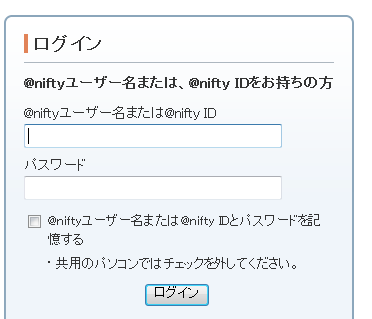 ログイン
@niftyユーザー名または、@nifty IDをお持ちの方
@niftyユーザー名または@nifty ID
パスワード
@niftyユーザー名または@nifty IDとパスワードを記
憶する
・共用のパソコンではチェックを外してください。
ログイン